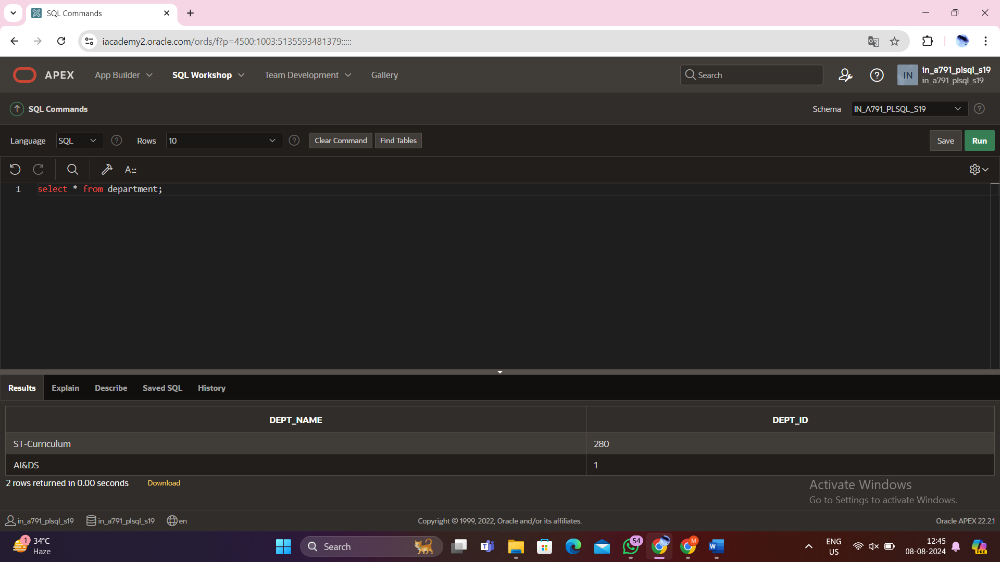 SQL Commands
iacademy2.oracle.com/ords/f?p=4500:1003:5135593481379:::::
APEX App Builder SQL Workshop Team Development Gallery Search IN in_a791_plsql_s19
in_a791_plsql_s19
SQL Commands Schema IN_A791_PLSQL_S19
Language SQL Rows 10 Clear Command Find Tables Save Run
A::
1 select * from department;
Results Explain Describe Saved SQL History
DEPT_NAME DEPT_ID
ST-Curriculum 280
AI&DS 1
2 rows returned in 0.00 seconds Download
Activate Windows
Go to Settings to activate Windows.
in_a791_plsql_s19 in_a791_plsql_s19 en Copyright © 1999, 2022, Oracle and/or its affiliates. Oracle APEX 22.2.1
1 34°C Search 54 M ENG 12:45
Haze US 08-08-2024 PRE